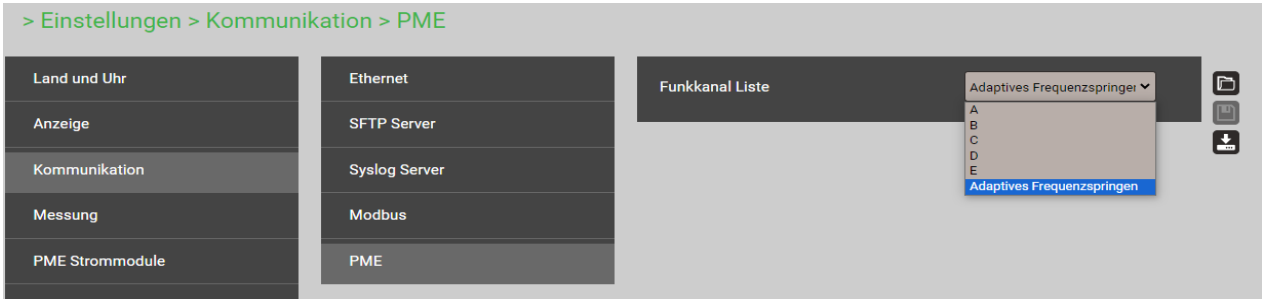 > Einstellungen > Kommunikation > PME
Land und Uhr
Anzeige
Kommunikation
Messung
PME Strommodule
Ethernet
SFTP Server
Syslog Server
Modbus
PME
Funkkanal Liste
Adaptives Frequenzspringer
A
B
C
D
E
Adaptives Frequenzspringen